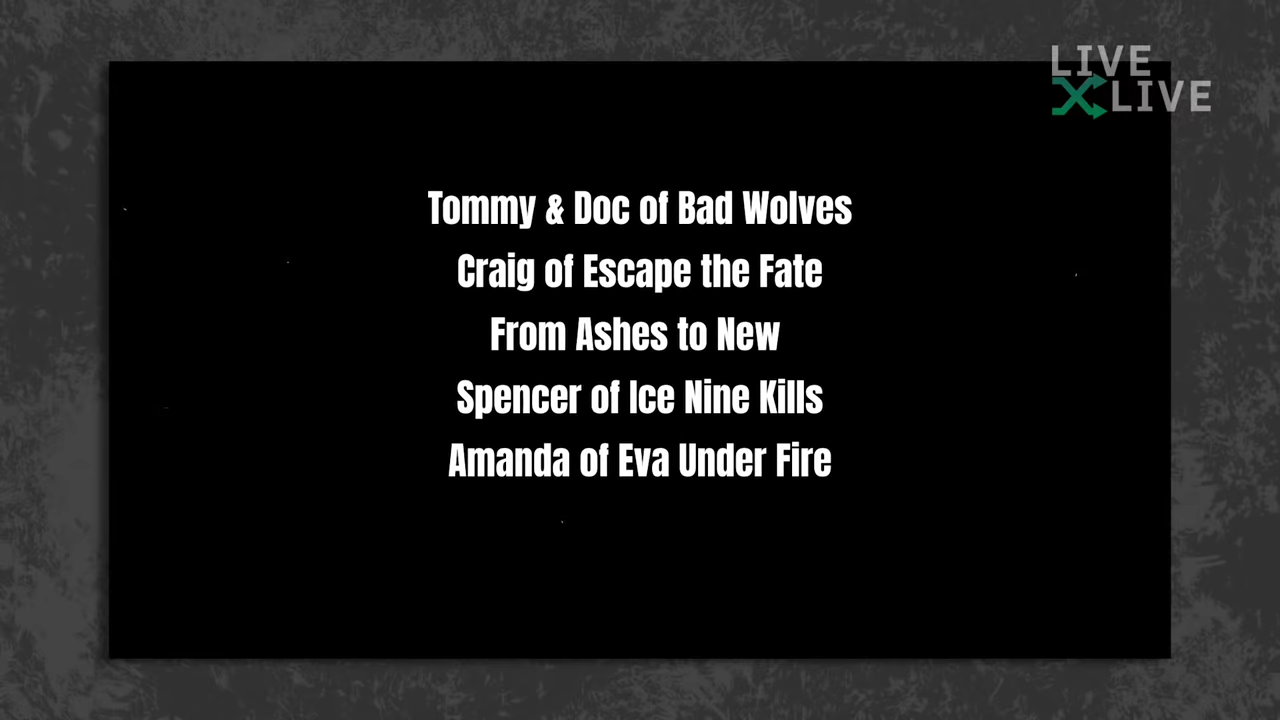 LIVE
XLIVE
Tommy & Doc of Bad Wolves
Craig of Escape the Fate
From Ashes to New
Spencer of Ice Nine Kills
Amanda of Eva Under Fire